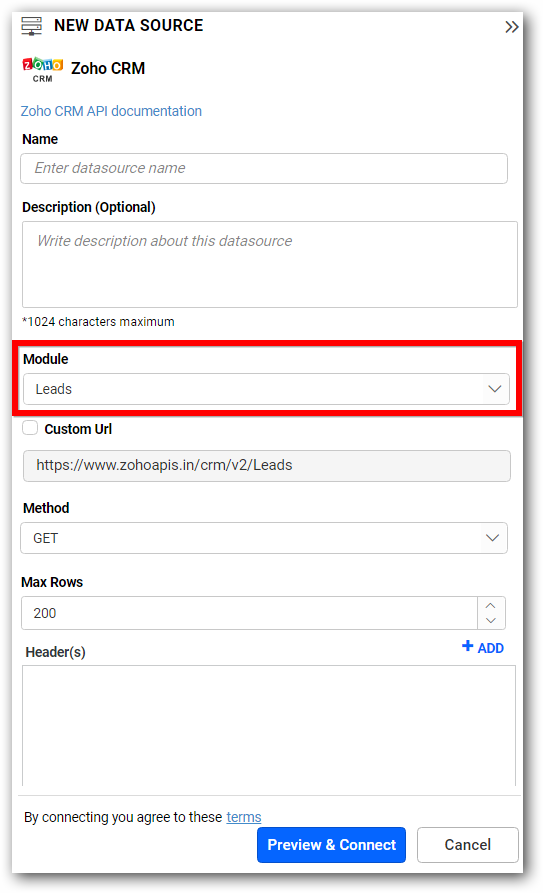 NEW DATA SOURCE
ZOHO
CRM
Zoho CRM
Zoho CRM API documentation
Name
Enter datasource name
Description (Optional)
Write description about this datasource
*1024 characters maximum
Module
Leads
Custom Url
https://www.zohoapis.in/crm/v2/Leads
Method
GET
Max Rows
200
Header(s)
+ ADD
By connecting you agree to these terms
Preview & Connect
Cancel